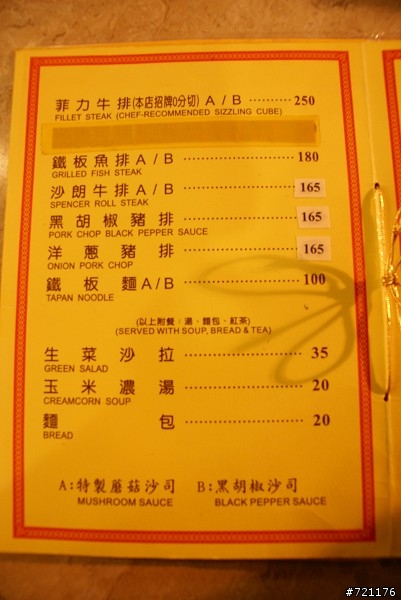 菲力牛排(本店招牌8分切) A / B ·········· 250
FILLET STEAK (CHEF-RECOMMENDED SIZZLING CUBE)
鐵板魚排 A / B ···························· 180
GRILLED FISH STEAK
沙朗牛排 A / B ···························· 165
SPENCER ROLL STEAK
黑胡椒豬排 ···························· 165
PORK CHOP BLACK PEPPER SAUCE
洋蔥豬排 ···························· 165
ONION PORK CHOP
鐵板麵 A / B ···························· 100
TAPAN NOODLE
(以上附餐：湯、麵包、紅茶)
(SERVED WITH SOUP, BREAD & TEA)
生菜沙拉 ································ 35
GREEN SALAD
玉米濃湯 ································ 20
CREAMCORN SOUP
麵包 ································ 20
BREAD
A:特製蘑菇沙司 B:黑胡椒沙司
MUSHROOM SAUCE BLACK PEPPER SAUCE
#721176